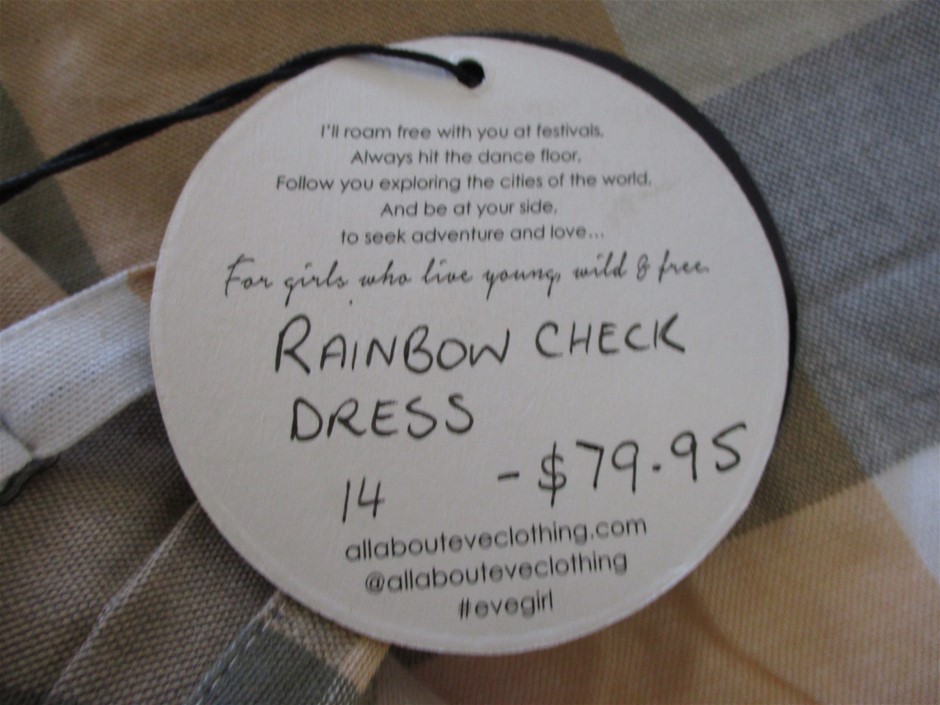 I'll roam free with you at festivals,
Always hit the dance floor,
Follow you exploring the cities of the world,
And be at your side,
to seek adventure and love...
For girls who live young, wild & free.
RAINBOW CHECK
DRESS
14 - $79.95
allabouteveclothing.com
@allabouteveclothing
#evegirl